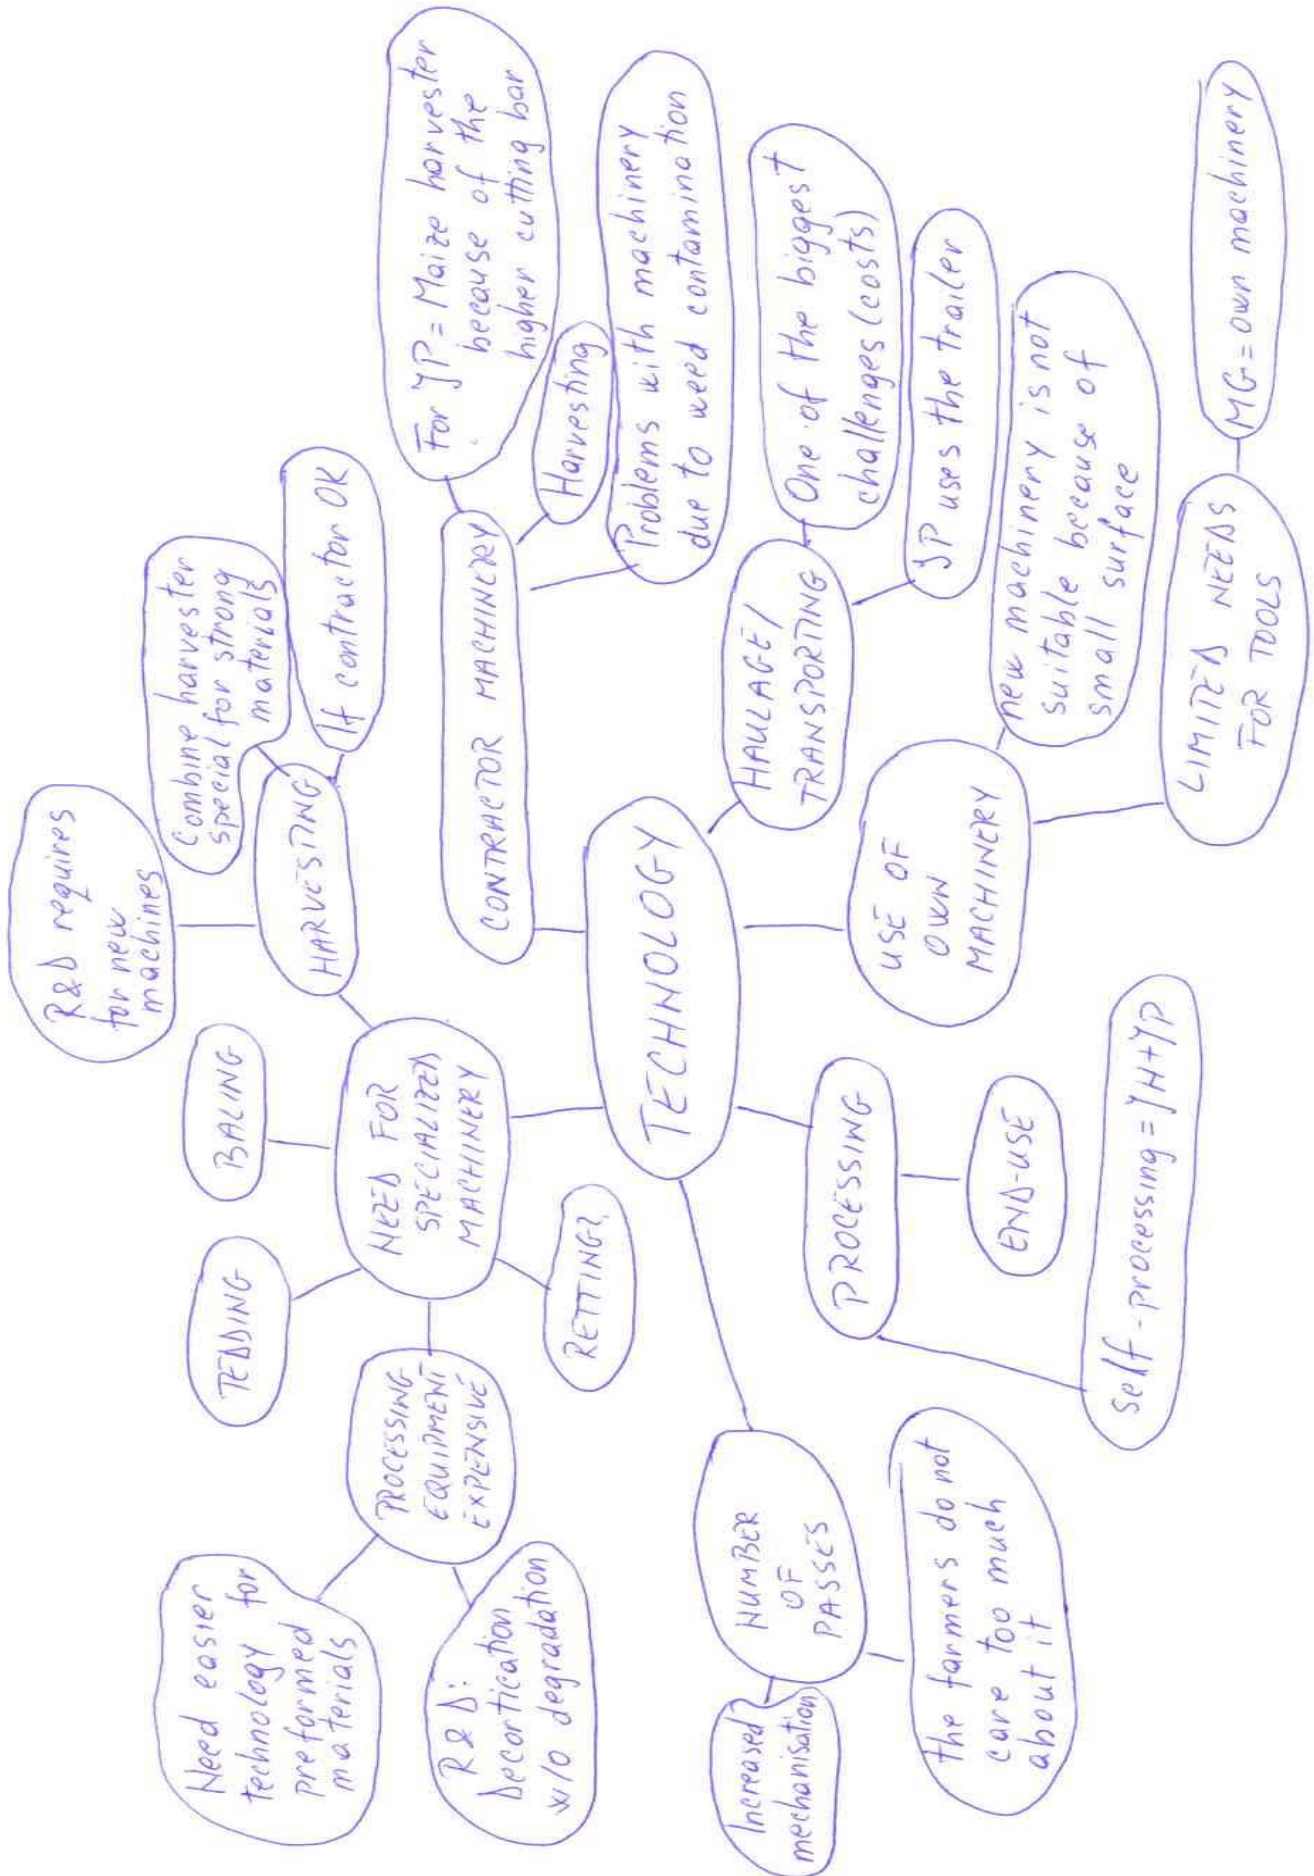 Need easier
technology for
preformed
materials
R&D:
Decortication
w/o degradation
PROCESSING
EQUIPMENT
EXPENSIVE
TEDDING
BALING
RETTING?
NEED FOR
SPECIALIZED
MACHINERY
R&D requires
for new
machines
HARVESITNG
Combine harvester
special for strong
materials
If contractor OK
CONTRACTOR MACHINERY
For JP = Maize harvester
because of the
higher cutting bar
Harvesting
Problems with machinery
due to weed contamination
TECHNOLOGY
HAULAGE/
TRANSPORTING
One of the biggest
challenges (costs)
JP uses the trailer
NUMBER
OF
PASSES
Increased
mechanisation
the farmers do not
care too much
about it
PROCESSING
END-USE
self-processing = JH+JP
USE OF
OWN
MACHINERY
new machinery is not
suitable because of
small surface
LIMITED NEEDS
FOR TOOLS
MG = own machinery